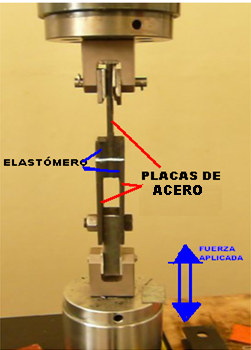 ELASTÓMERO
PLACAS DE
ACERO
FUERZA
APLICADA